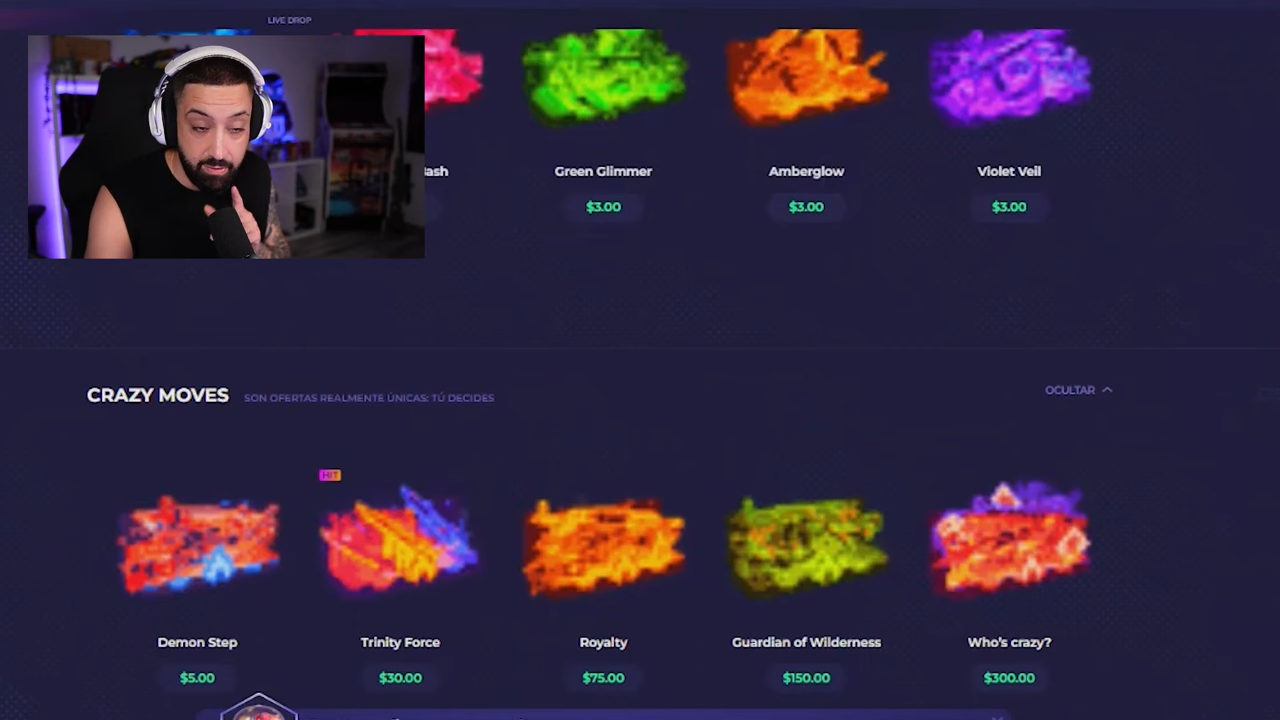 LIVE DROP
Green Glimmer
Amberglow
Violet Veil
$3.00
$3.00
$3.00
CRAZY MOVES
SON OFERTAS REALMENTE ÚNICAS: TÚ DECIDES
OCULTAR
HIT
Demon Step
Trinity Force
Royalty
Guardian of Wilderness
Who's crazy?
$5.00
$30.00
$75.00
$150.00
$300.00